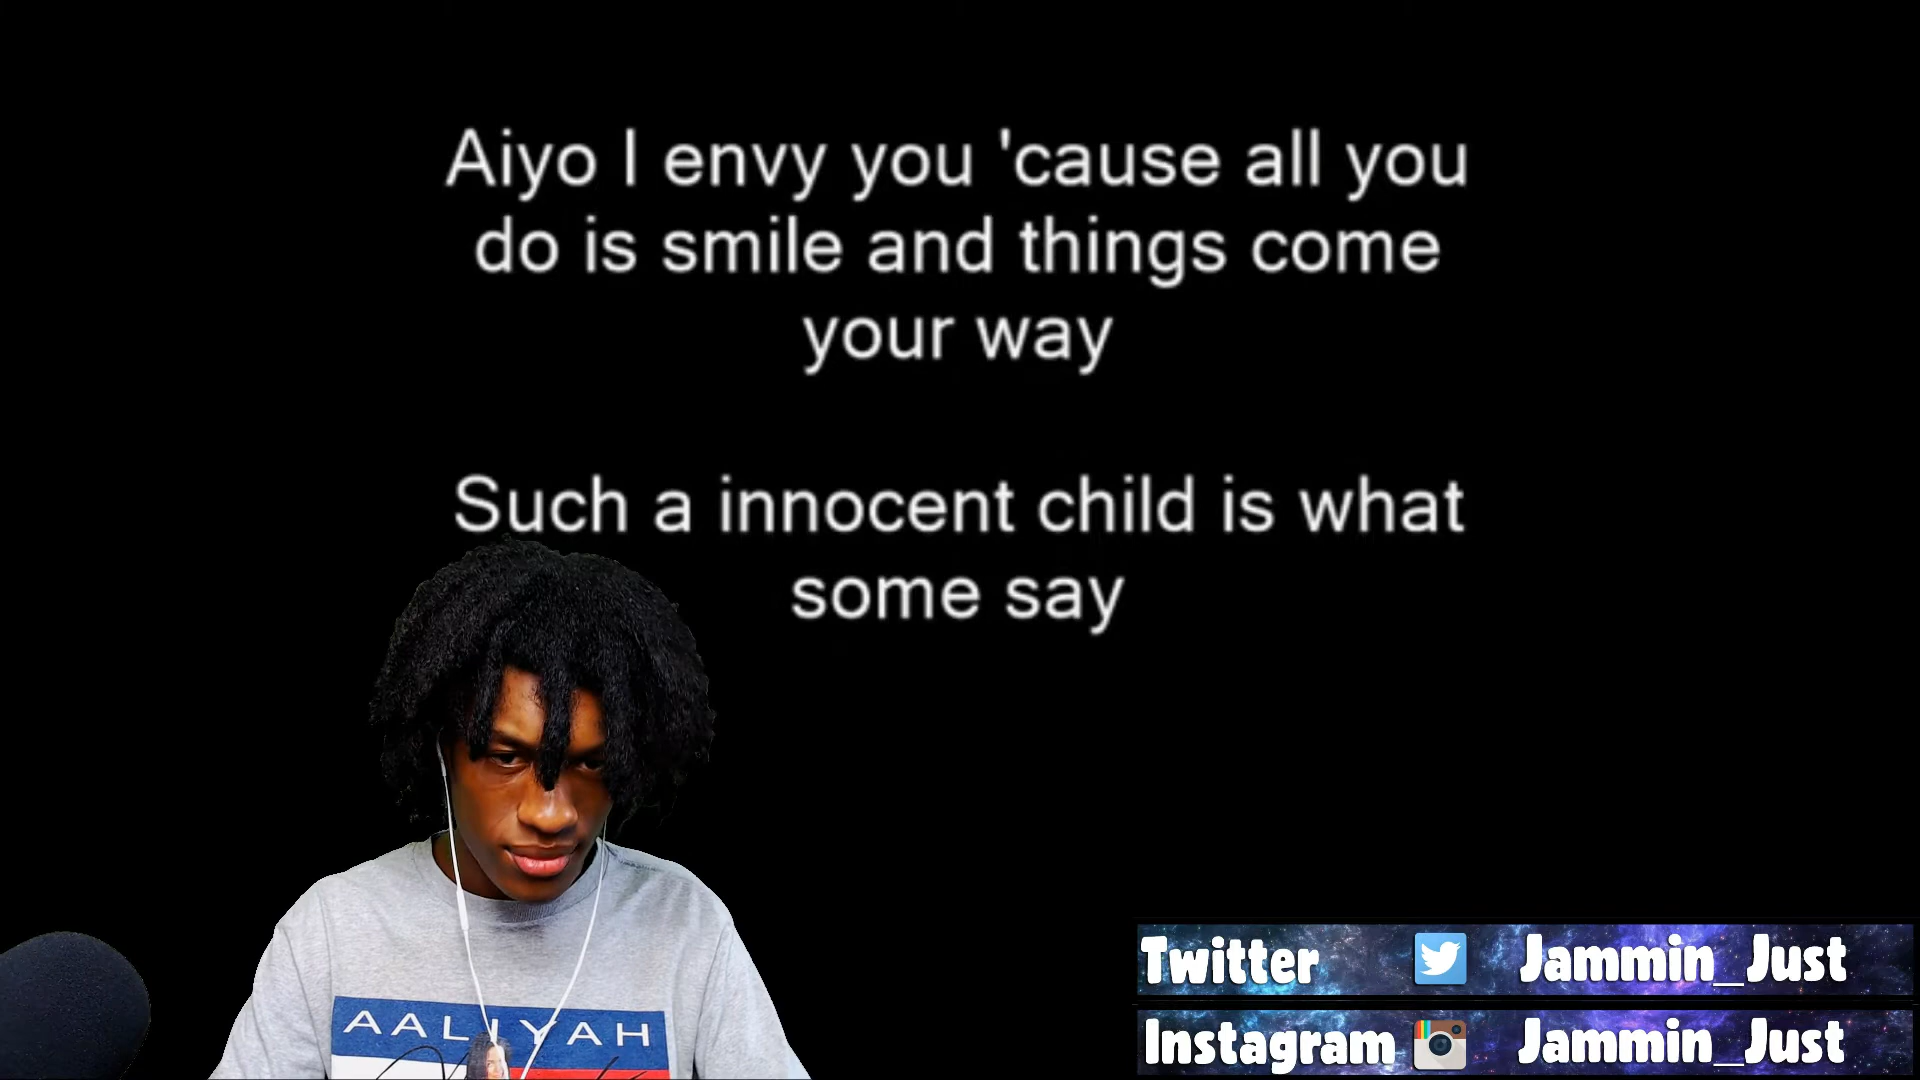 Aiyo I envy you 'cause all you
do is smile and things come
your way
Such a innocent child is what
some say
AALIYAH
Twitter Jammin_Just
Instagram Jammin_Just